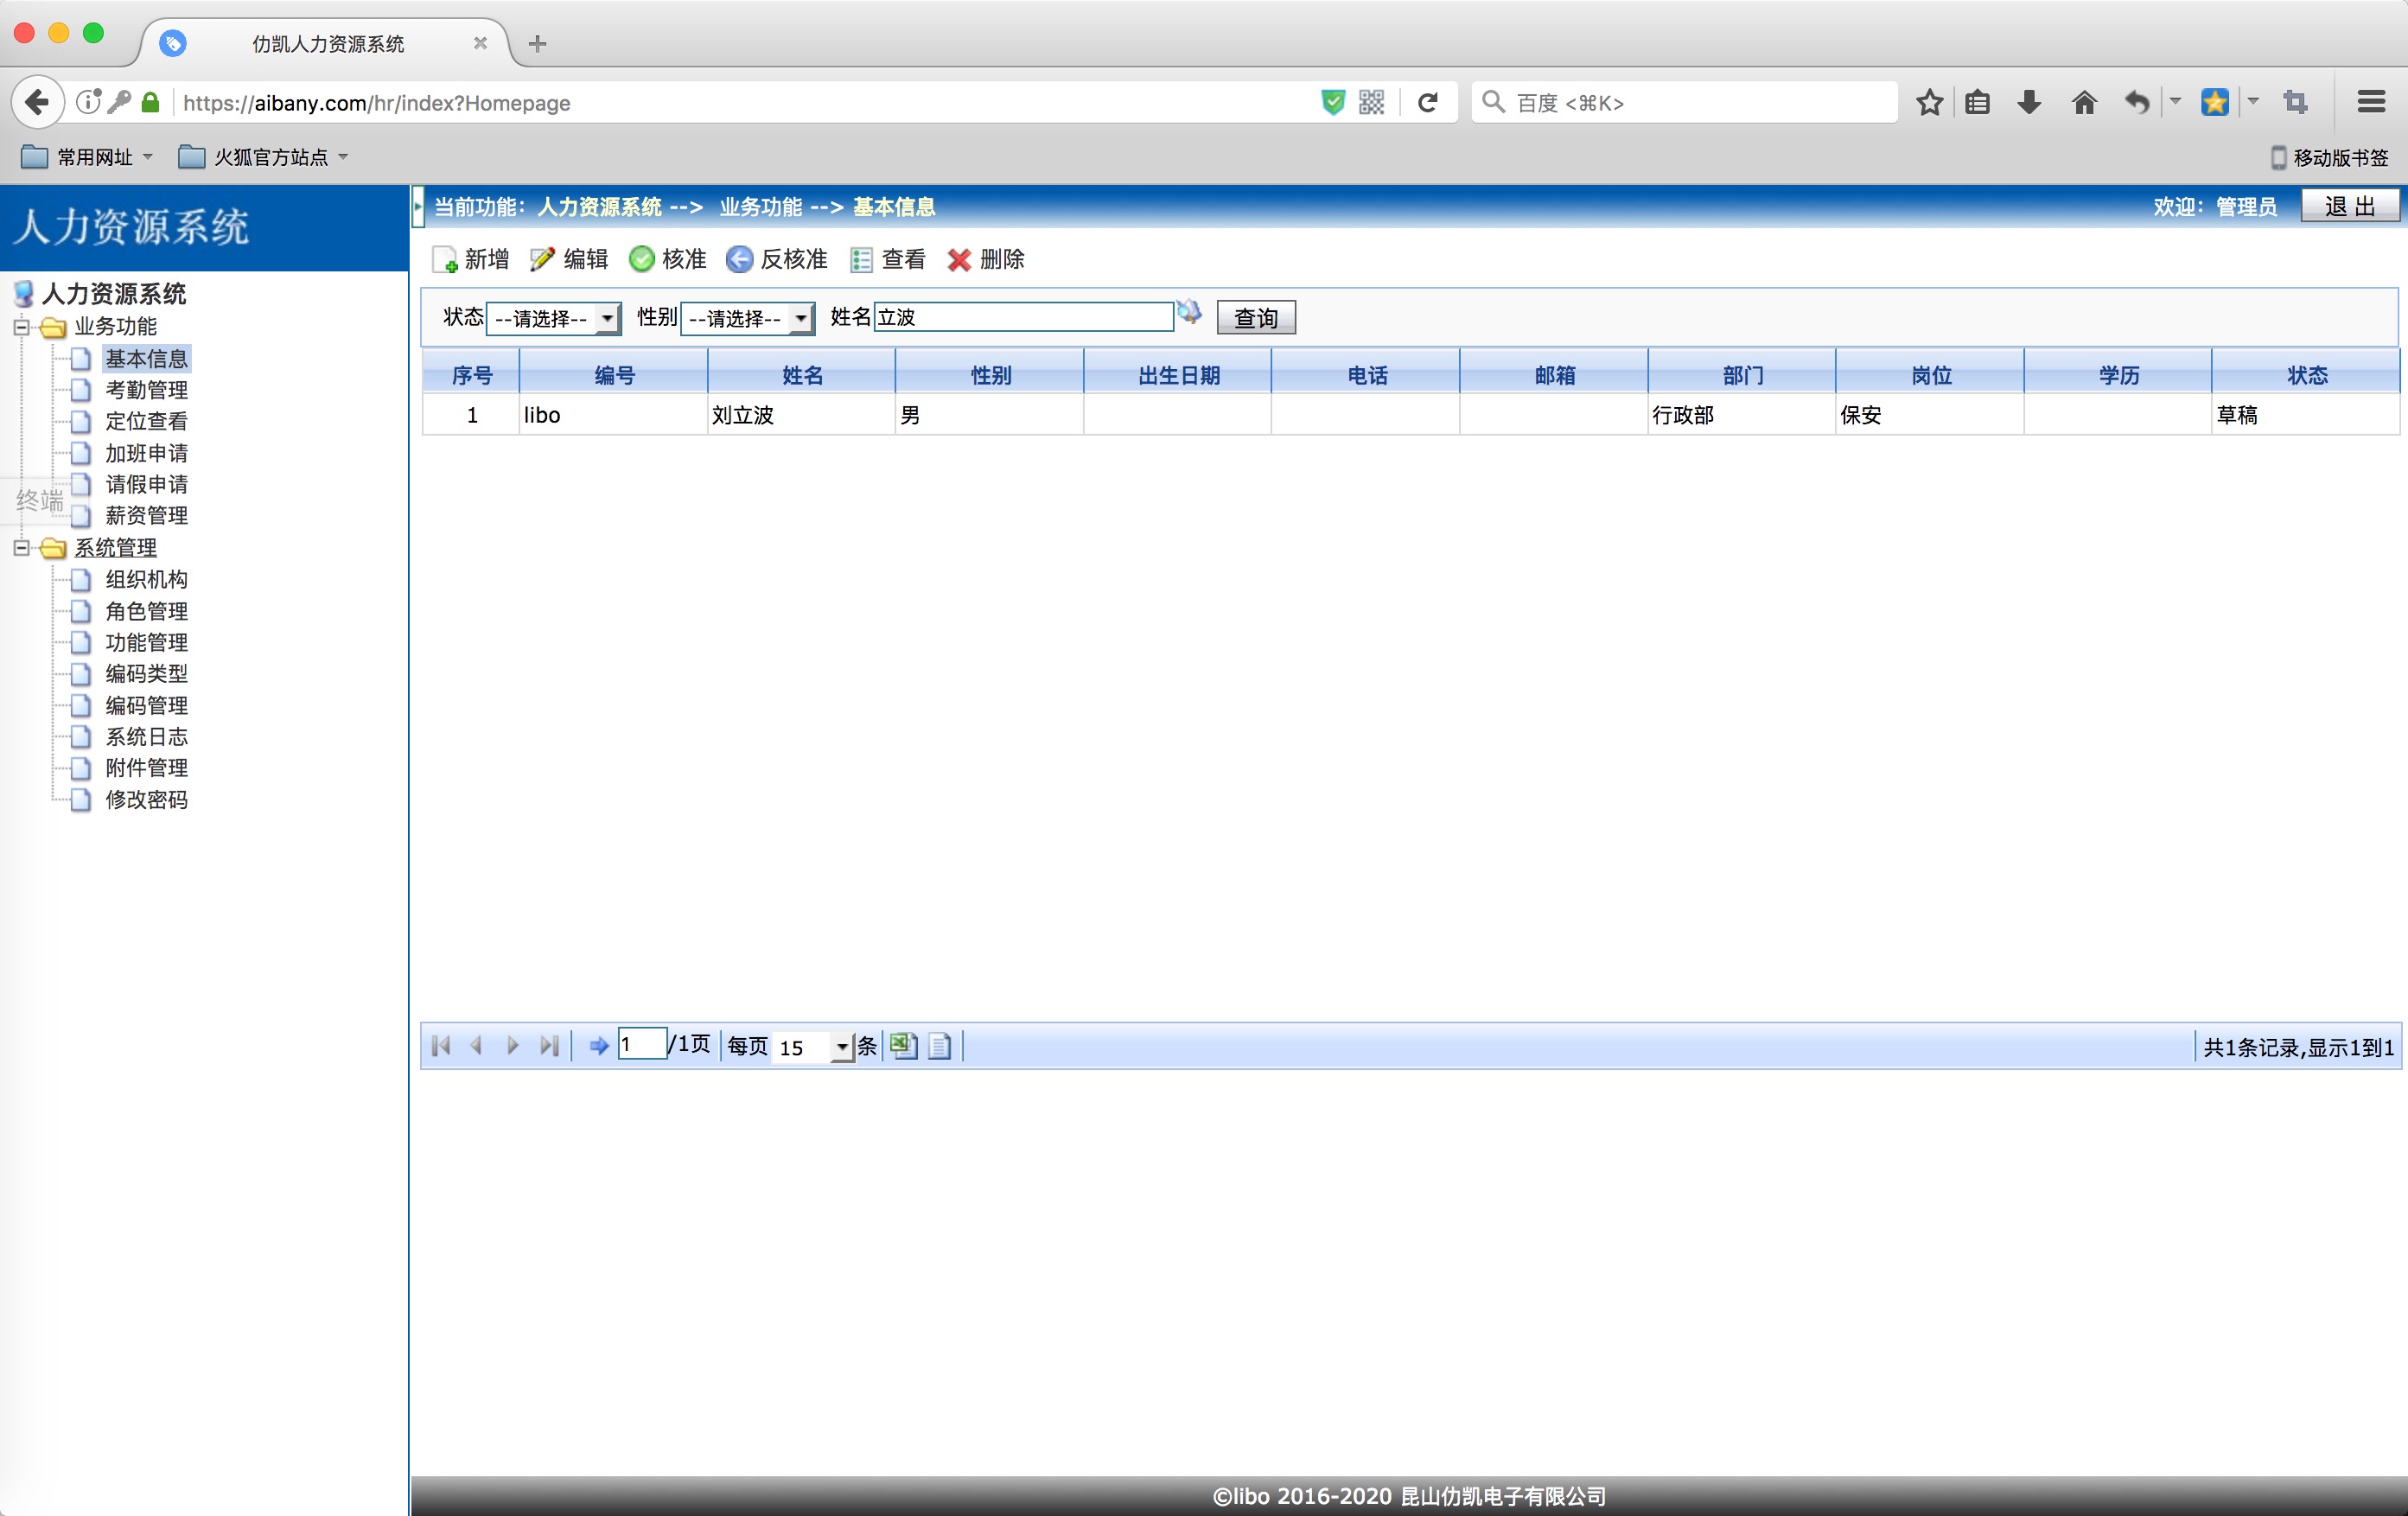 仂凯人力资源系统
https://aibany.com/hr/index?Homepage
百度 <⌘K>
常用网址 火狐官方站点 移动版书签
人力资源系统
当前功能：人力资源系统 --> 业务功能 --> 基本信息 欢迎：管理员 退 出
新增 编辑 核准 反核准 查看 删除
状态 --请选择-- 性别 --请选择-- 姓名 立波 查询
序号 编号 姓名 性别 出生日期 电话 邮箱 部门 岗位 学历 状态
1 libo 刘立波 男 行政部 保安 草稿
人力资源系统
业务功能
基本信息
考勤管理
定位查看
加班申请
请假申请
终端
薪资管理
系统管理
组织机构
角色管理
功能管理
编码类型
编码管理
系统日志
附件管理
修改密码
1 /1页 每页 15 条 共1条记录,显示1到1
©libo 2016-2020 昆山仂凯电子有限公司